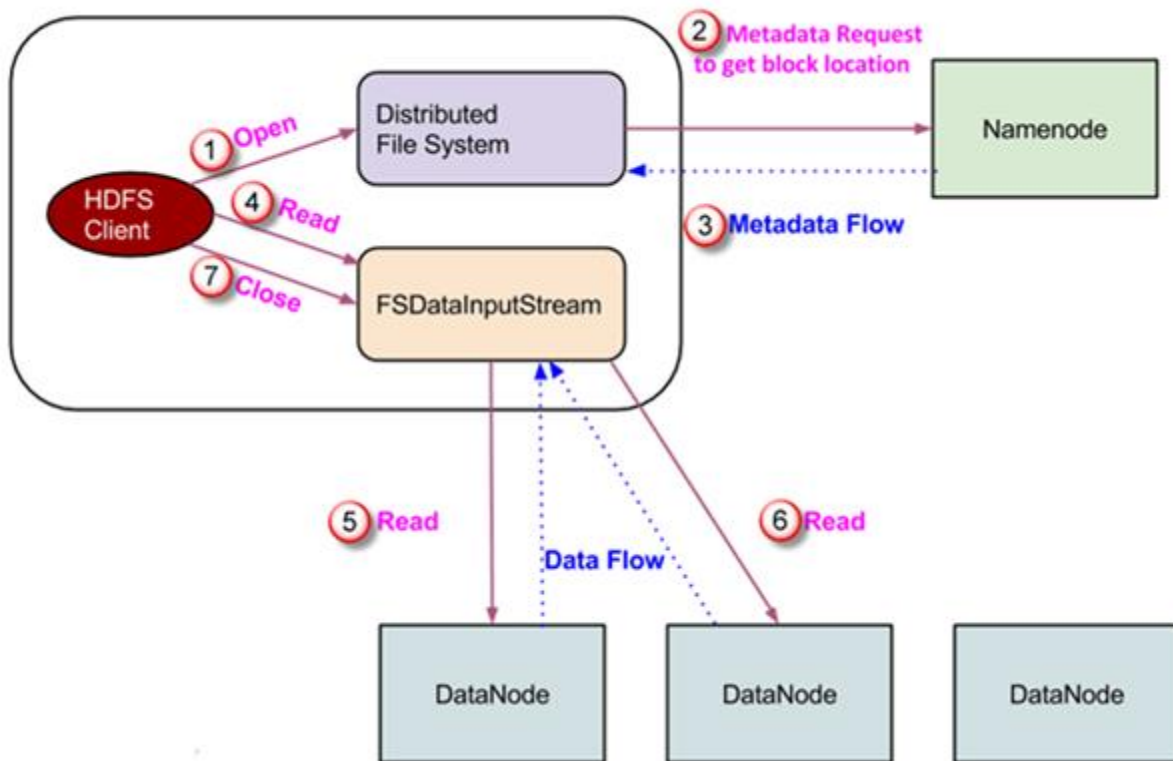 2 Metadata Request
to get block location
Distributed
File System
Namenode
1 Open
HDFS
Client
4 Read
3 Metadata Flow
7 Close
FSDataInputStream
5 Read
6 Read
Data Flow
DataNode
DataNode
DataNode